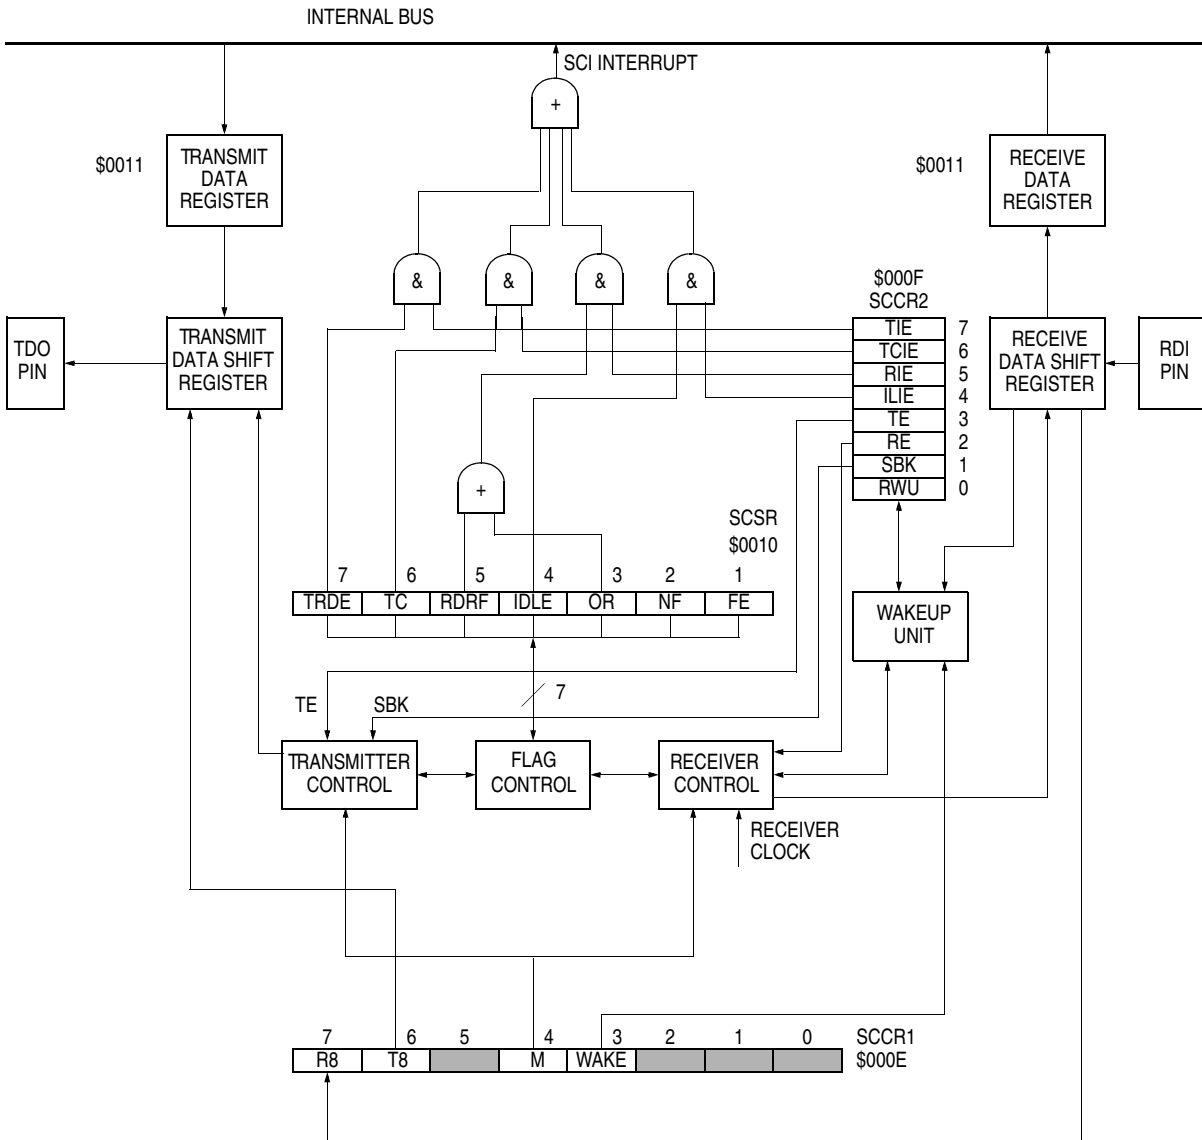 INTERNAL BUS
SCI INTERRUPT
+
$0011
TRANSMIT
DATA
REGISTER
$0011
RECEIVE
DATA
REGISTER
&
&
&
&
$000F
SCCR2
TDO
PIN
TRANSMIT
DATA SHIFT
REGISTER
TIE 7
TCIE 6
RIE 5
ILIE 4
TE 3
RE 2
SBK 1
RWU 0
RECEIVE
DATA SHIFT
REGISTER
RDI
PIN
+
SCSR
$0010
7 6 5 4 3 2 1
TRDE TC RDRF IDLE OR NF FE
WAKEUP
UNIT
7
TE SBK
TRANSMITTER
CONTROL
FLAG
CONTROL
RECEIVER
CONTROL
RECEIVER
CLOCK
7 6 5 4 3 2 1 0 SCCR1
R8 T8 M WAKE $000E